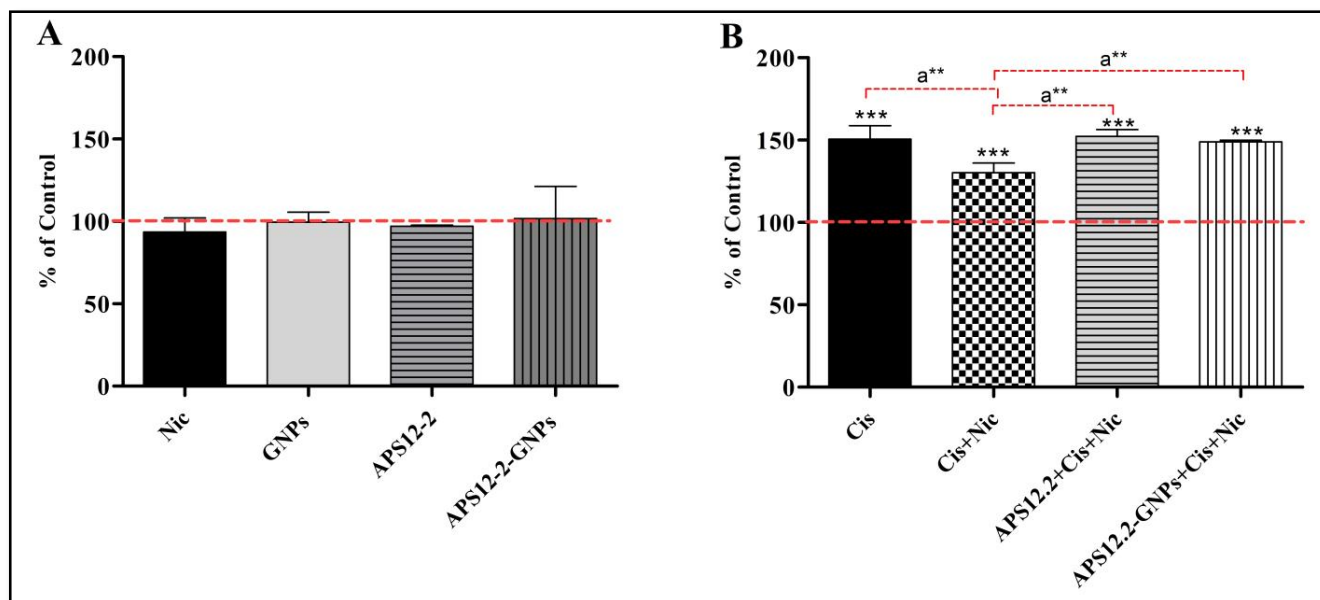 A
200
150
100
50
0
% of Control
Nic
GNPs
APS12-2
APS12-2-GNPs
B
200
150
100
50
0
% of Control
a**
a**
a**
***
***
***
***
Cis
Cis+Nic
APS12.2+Cis+Nic
APS12.2-GNPs+Cis+Nic